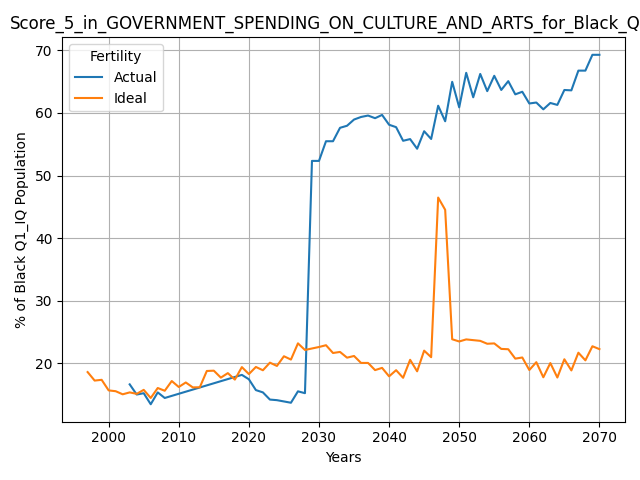 Score_5_in_GOVERNMENT_SPENDING_ON_CULTURE_AND_ARTS_for_Black_Q
Fertility
Actual
Ideal
% of Black Q1_IQ Population
70
60
50
40
30
20
2000 2010 2020 2030 2040 2050 2060 2070
Years